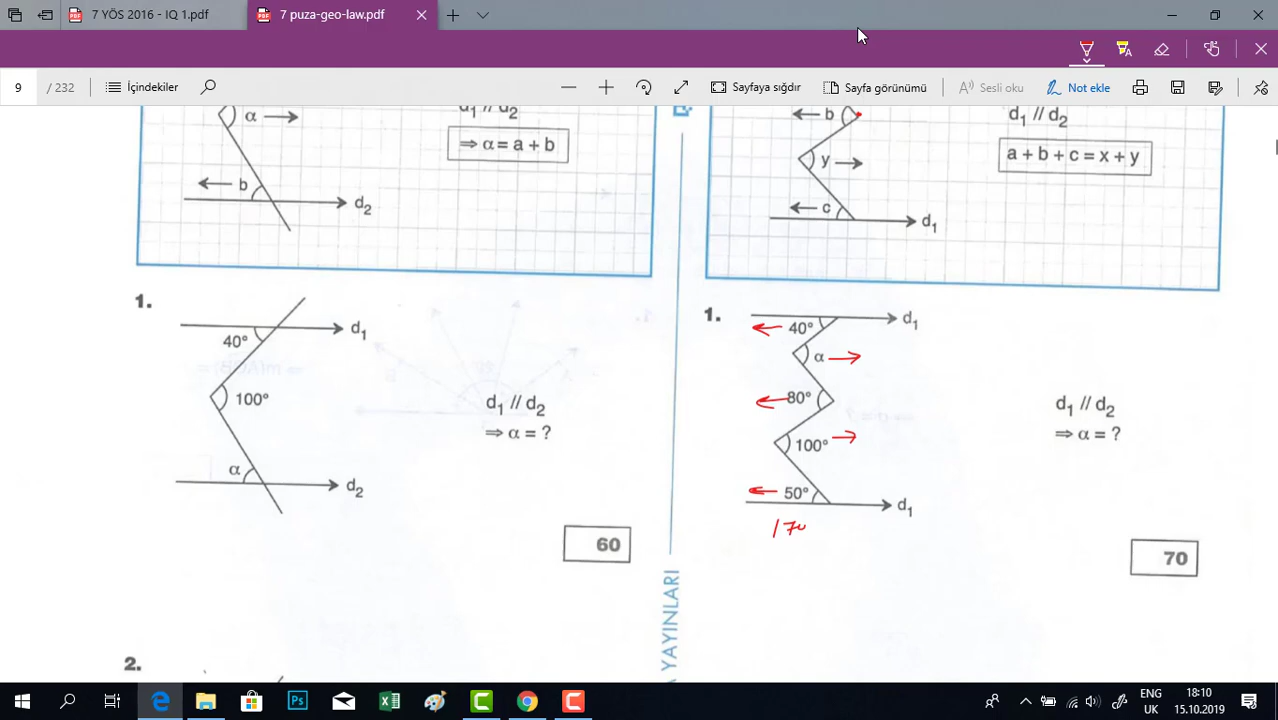 7 YÖS 2016 - IQ 1.pdf
7 puza-geo-law.pdf
9 / 232
İçindekiler
Sayfaya sığdır
Sayfa görünümü
Sesli oku
Not ekle
α
d₁ // d₂
⇒ α = a + b
b
d₂
b
d₁ // d₂
y
a + b + c = x + y
c
d₁
1.
d₁
40°
100°
d₁ // d₂
⇒ α = ?
α
d₂
60
1.
40°
d₁
α
80°
d₁ // d₂
⇒ α = ?
100°
50°
d₁
170
70
YAYINLARI
2.
ENG
UK
18:10
15.10.2019